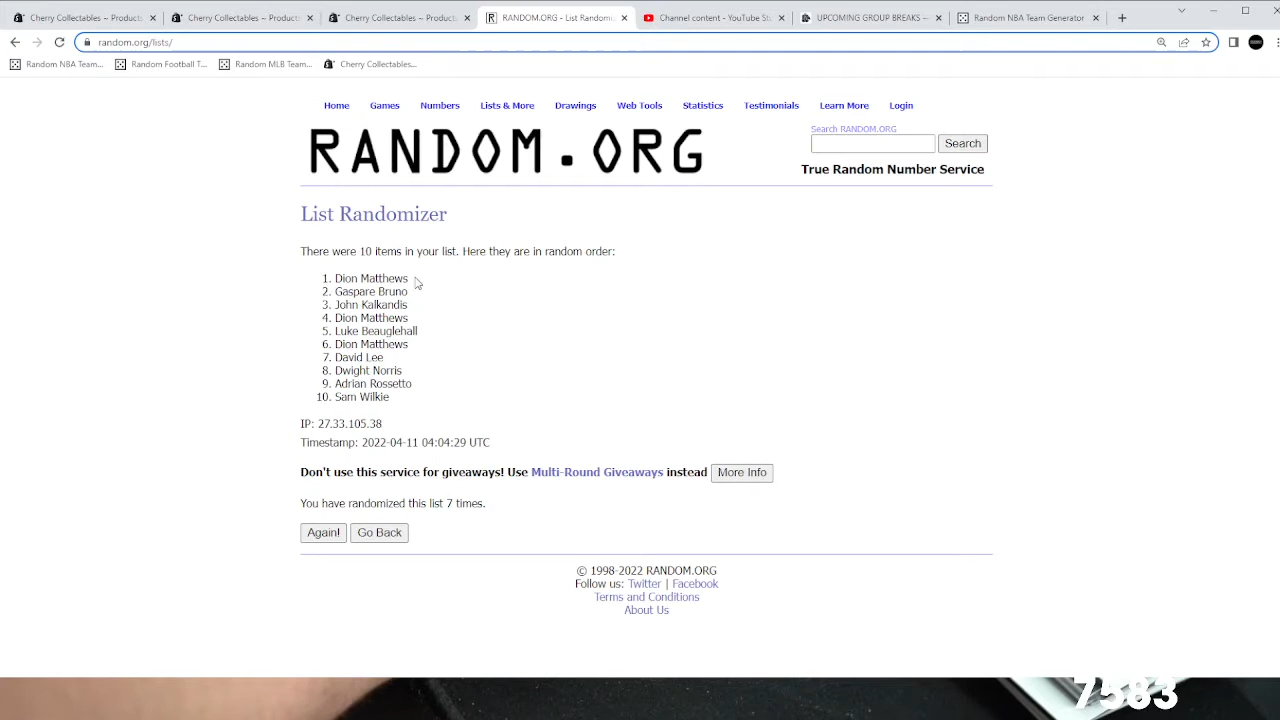 Cherry Collectables ~ Products
Cherry Collectables ~ Products
Cherry Collectables ~ Products
RANDOM.ORG - List Randomi
Channel content - YouTube St
UPCOMING GROUP BREAKS –
Random NBA Team Generator
random.org/lists/
Random NBA Team...
Random Football T...
Random MLB Team...
Cherry Collectables...
Home Games Numbers Lists & More Drawings Web Tools Statistics Testimonials Learn More Login
RANDOM.ORG
Search RANDOM.ORG
Search
True Random Number Service
List Randomizer
There were 10 items in your list. Here they are in random order:
1. Dion Matthews
2. Gaspare Bruno
3. John Kalkandis
4. Dion Matthews
5. Luke Beauglehall
6. Dion Matthews
7. David Lee
8. Dwight Norris
9. Adrian Rossetto
10. Sam Wilkie
IP: 27.33.105.38
Timestamp: 2022-04-11 04:04:29 UTC
Don't use this service for giveaways! Use Multi-Round Giveaways instead More Info
You have randomized this list 7 times.
Again! Go Back
© 1998-2022 RANDOM.ORG
Follow us: Twitter | Facebook
Terms and Conditions
About Us
7583